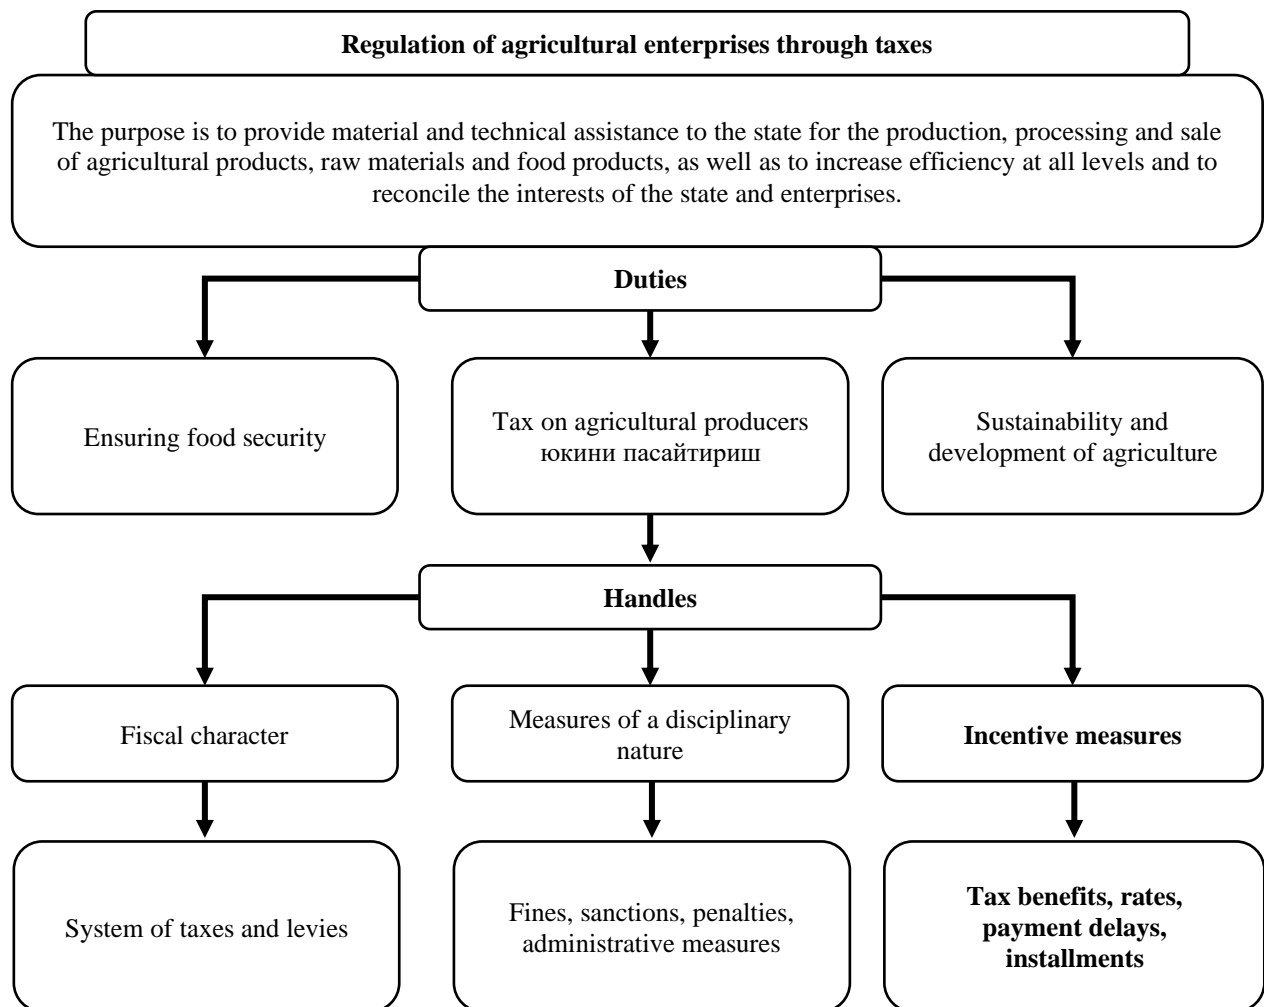 Regulation of agricultural enterprises through taxes
The purpose is to provide material and technical assistance to the state for the production, processing and sale
of agricultural products, raw materials and food products, as well as to increase efficiency at all levels and to
reconcile the interests of the state and enterprises.
Duties
Ensuring food security
Tax on agricultural producers
юкини пасайтириш
Sustainability and
development of agriculture
Handles
Fiscal character
Measures of a disciplinary
nature
Incentive measures
System of taxes and levies
Fines, sanctions, penalties,
administrative measures
Tax benefits, rates,
payment delays,
installments